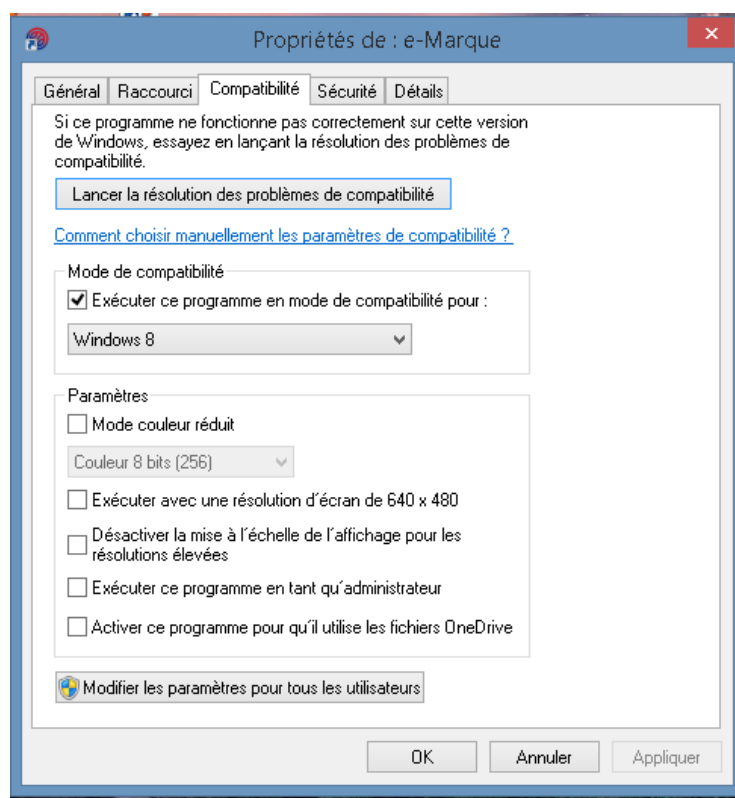 Propriétés de : e-Marque
Général Raccourci Compatibilité Sécurité Détails
Si ce programme ne fonctionne pas correctement sur cette version
de Windows, essayez en lançant la résolution des problèmes de
compatibilité.
Lancer la résolution des problèmes de compatibilité
Comment choisir manuellement les paramètres de compatibilité ?
Mode de compatibilité
Exécuter ce programme en mode de compatibilité pour :
Windows 8
Paramètres
Mode couleur réduit
Couleur 8 bits (256)
Exécuter avec une résolution d´écran de 640 x 480
Désactiver la mise à l´échelle de l´affichage pour les
résolutions élevées
Exécuter ce programme en tant qu´administrateur
Activer ce programme pour qu´il utilise les fichiers OneDrive
Modifier les paramètres pour tous les utilisateurs
OK Annuler Appliquer